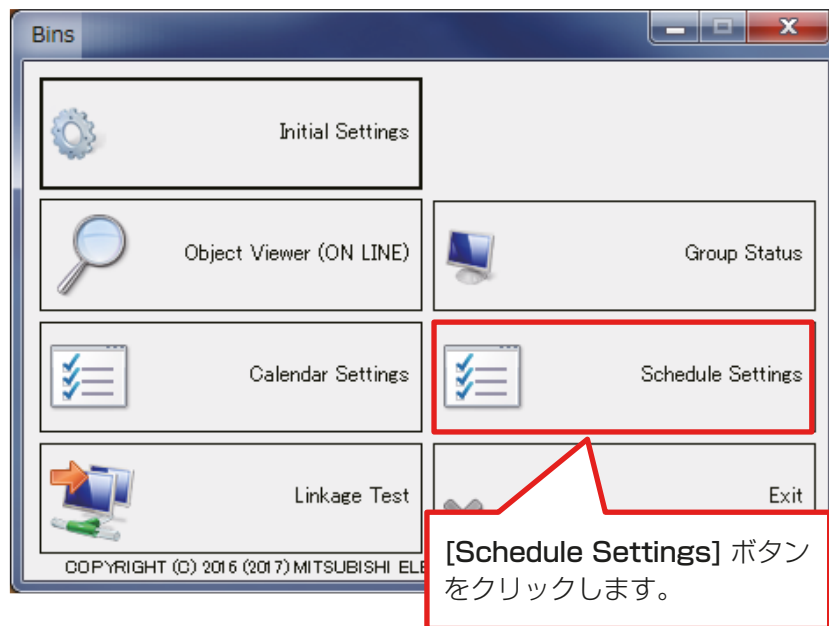 Bins
Initial Settings
Object Viewer (ON LINE)
Group Status
Calendar Settings
Schedule Settings
Linkage Test
Exit
COPYRIGHT (C) 2016 (2017) MITSUBISHI
[Schedule Settings] ボタン
をクリックします。